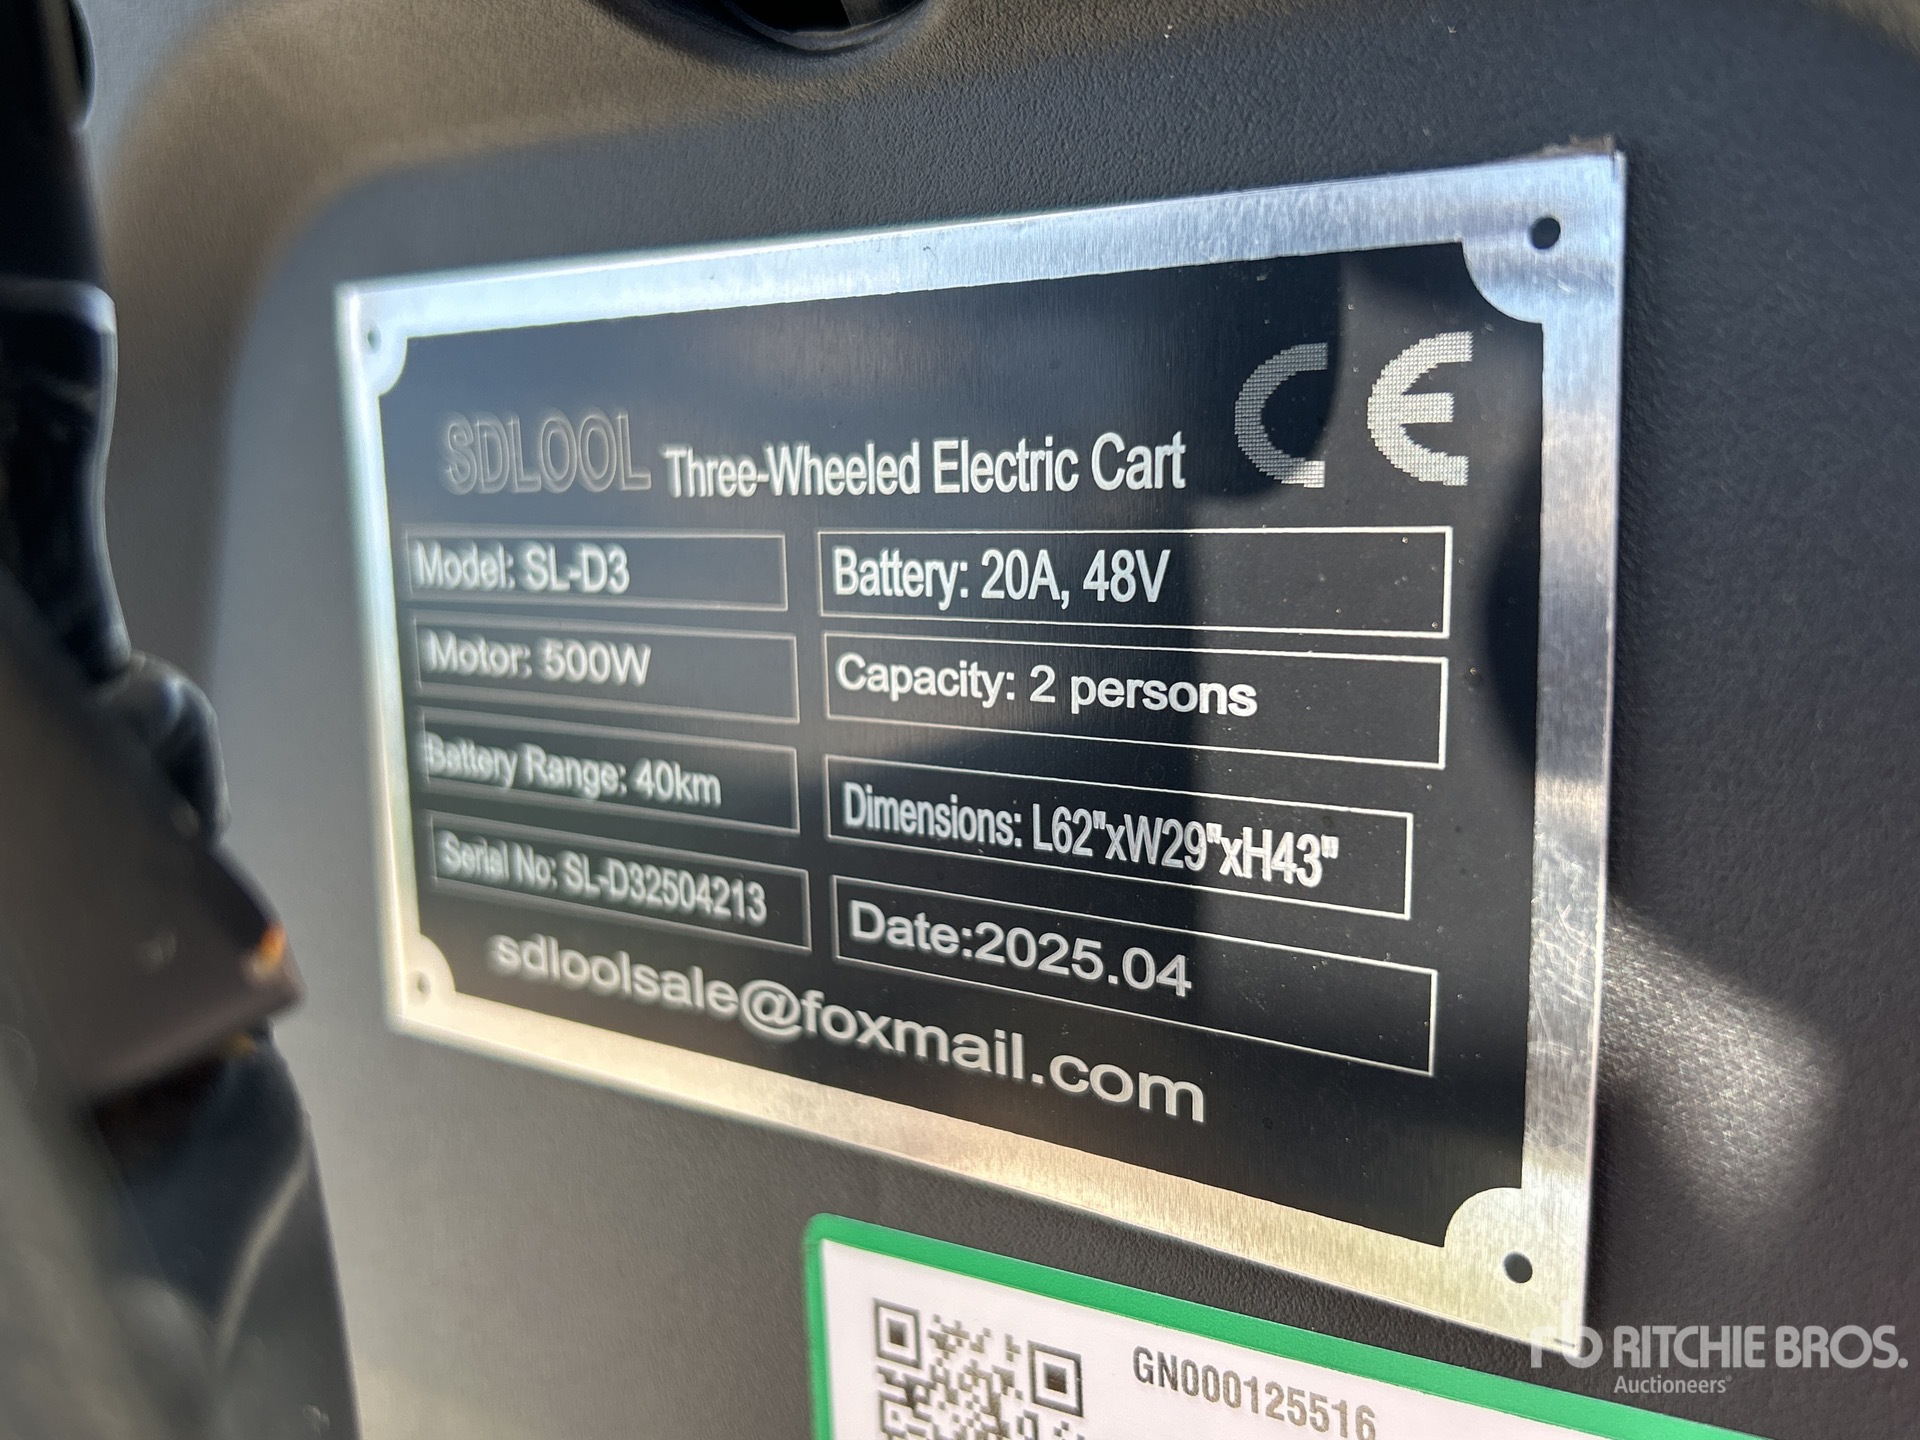 CE
SDLOOL Three-Wheeled Electric Cart
Model: SL-D3
Battery: 20A, 48V
Motor: 500W
Capacity: 2 persons
Battery Range: 40km
Dimensions: L62"xW29"xH43"
Serial No: SL-D32504213
Date:2025.04
sdloolsale@foxmail.com
GN000125516
RITCHIE BROS.
Auctioneers